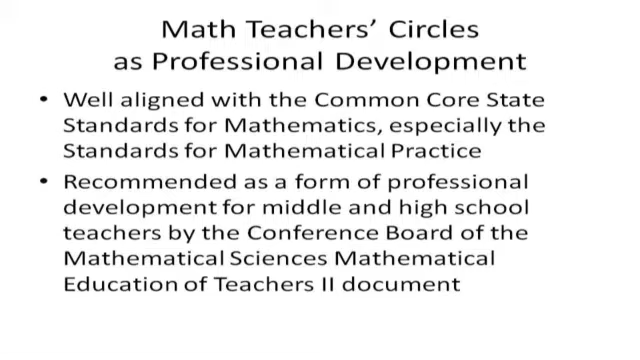 Math Teachers' Circles
as Professional Development
• Well aligned with the Common Core State
Standards for Mathematics, especially the
Standards for Mathematical Practice
• Recommended as a form of professional
development for middle and high school
teachers by the Conference Board of the
Mathematical Sciences Mathematical
Education of Teachers II document